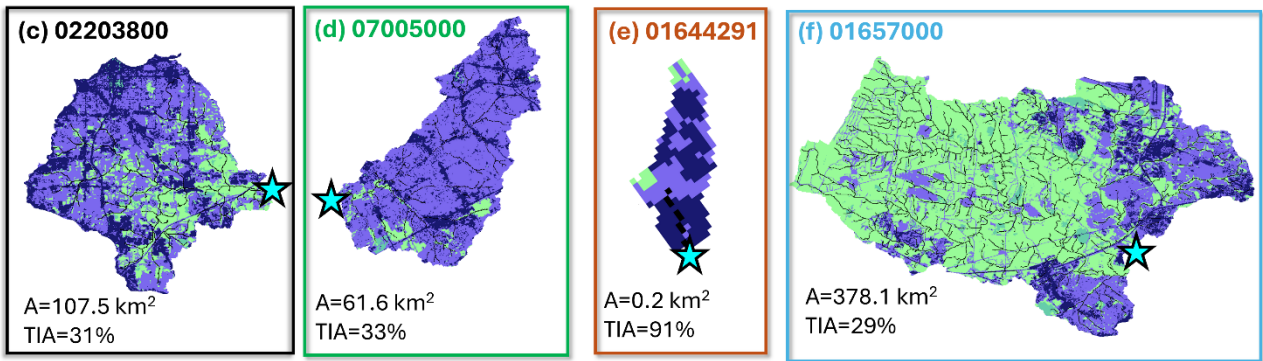 (c) 02203800
A=107.5 km²
TIA=31%
(d) 07005000
A=61.6 km²
TIA=33%
(e) 01644291
A=0.2 km²
TIA=91%
(f) 01657000
A=378.1 km²
TIA=29%